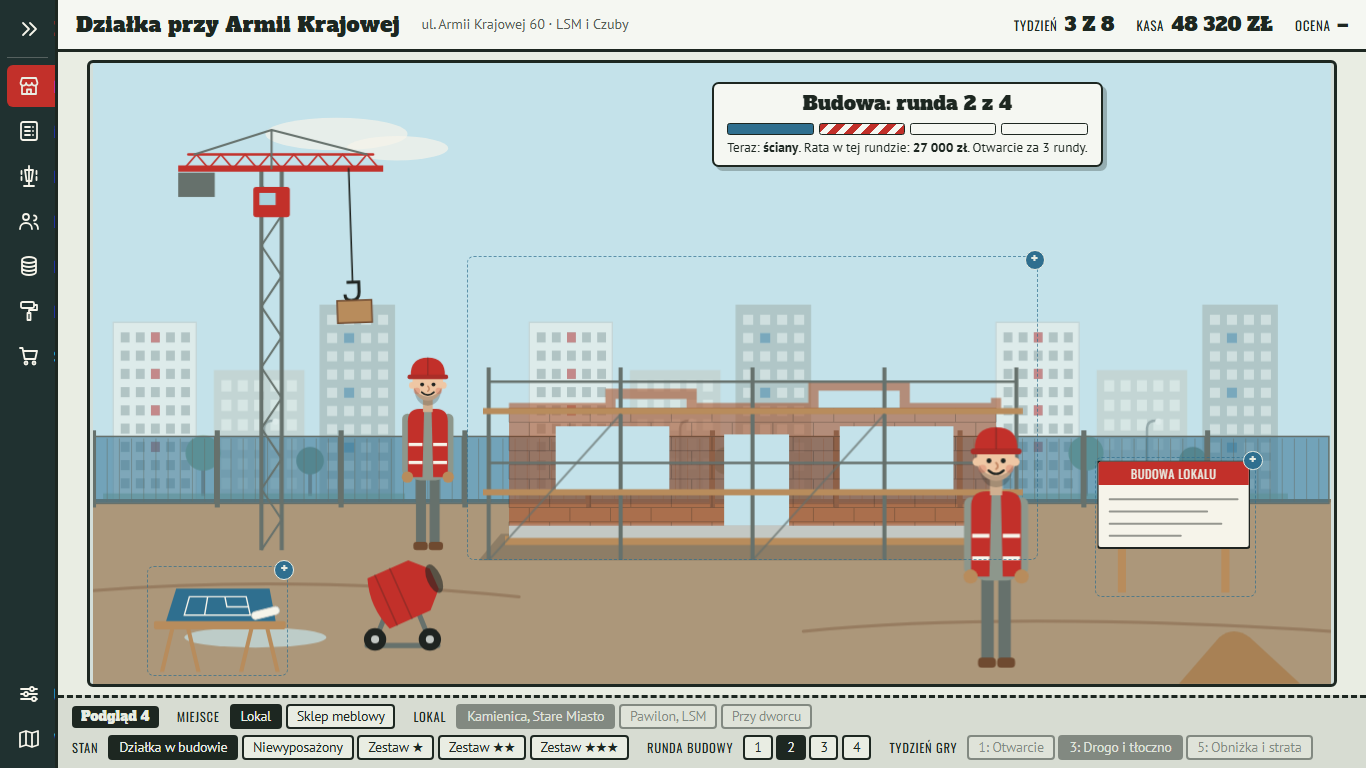 Działka przy Armii Krajowej
ul. Armii Krajowej 60 · LSM i Czuby
TYDZIEŃ 3 Z 8 KASA 48 320 ZŁ OCENA –
Budowa: runda 2 z 4
Teraz: ściany. Rata w tej rundzie: 27 000 zł. Otwarcie za 3 rundy.
BUDOWA LOKALU
Podgląd 4 MIEJSCE Lokal Sklep meblowy LOKAL Kamienica, Stare Miasto Pawilon, LSM Przy dworcu
STAN Działka w budowie Niewyposażony Zestaw ★ Zestaw ★★ Zestaw ★★★ RUNDA BUDOWY 1 2 3 4 TYDZIEŃ GRY 1: Otwarcie 3: Drogo i tłoczno 5: Obniżka i strata